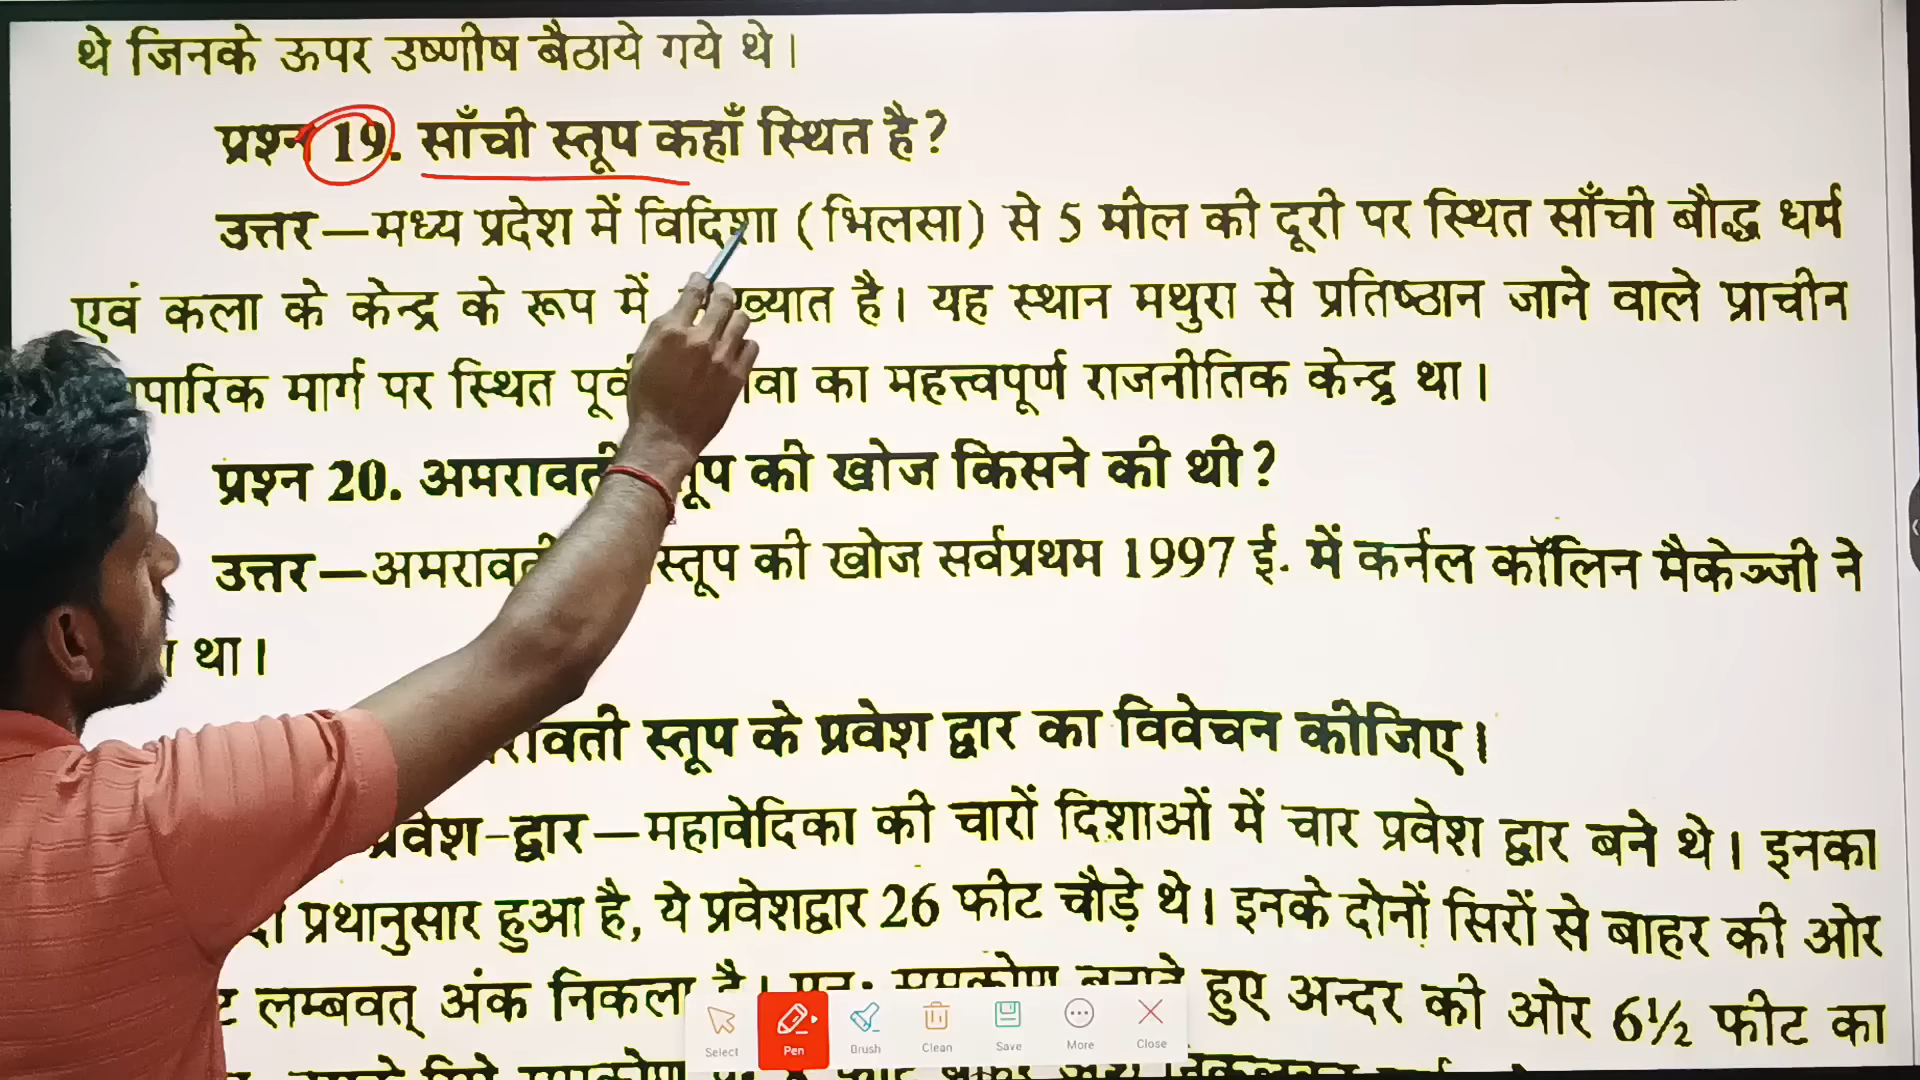 थे जिनके ऊपर उष्णीष बैठाये गये थे।
प्रश्न 19. साँची स्तूप कहाँ स्थित है?
उत्तर—मध्य प्रदेश में विदिशा (भिलसा) से 5 मील की दूरी पर स्थित साँची बौद्ध धर्म
एवं कला के केन्द्र के रूप में है। यह स्थान मथुरा से प्रतिष्ठान जाने वाले प्राचीन
मार्ग पर स्थित का महत्त्वपूर्ण राजनीतिक केन्द्र था।
प्रश्न 20. की खोज किसने की थी?
उत्तर— स्तूप की खोज सर्वप्रथम 1997 ई. में कर्नल कॉलिन मैकेञ्जी ने
था।
स्तूप के प्रवेश द्वार का विवेचन कीजिए।
प्रवेश-द्वार—महावेदिका की चारों दिशाओं में चार प्रवेश द्वार बने थे। इनका
प्रथानुसार हुआ है, ये प्रवेशद्वार 26 फीट चौड़े थे। इनके दोनों सिरों से बाहर की ओर
लम्बवत् अंक निकला है। हुए अन्दर की ओर 6½ फीट का
Select Pen Brush Clean Save More Close